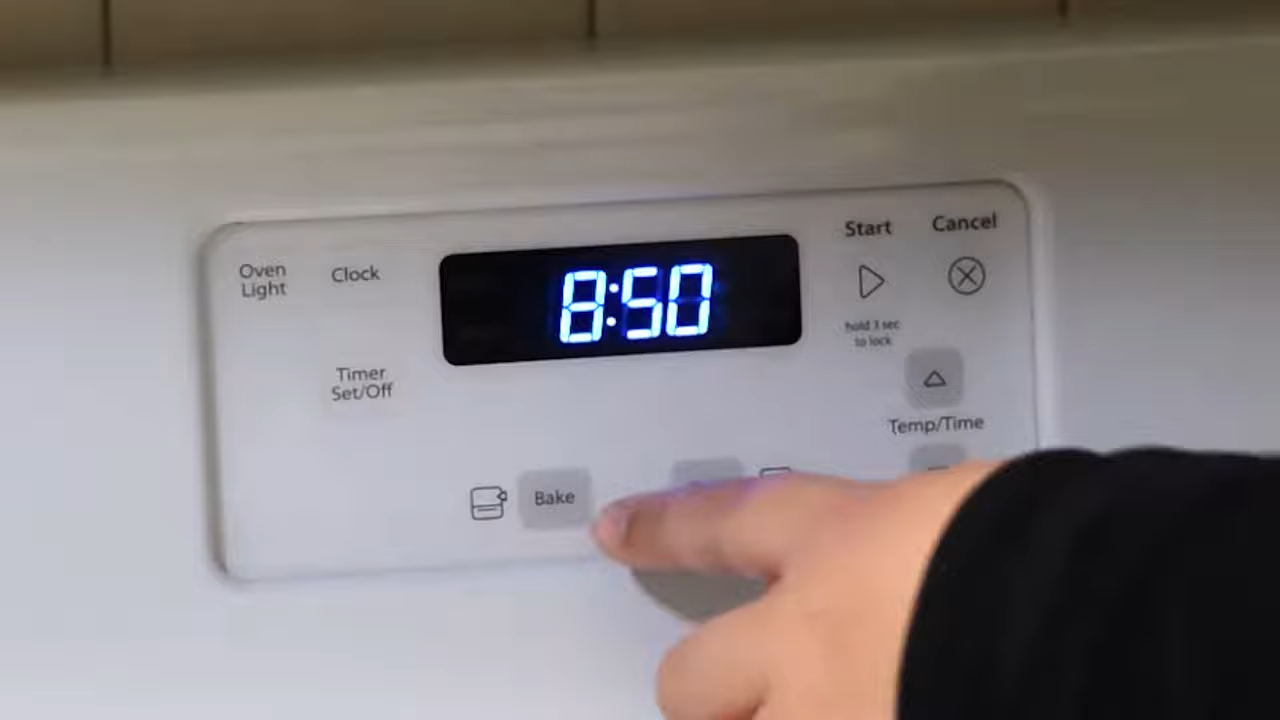 Oven
Light
Clock
8:50
Start
Cancel
hold 3 sec
to lock
Timer
Set/Off
Temp/Time
Bake